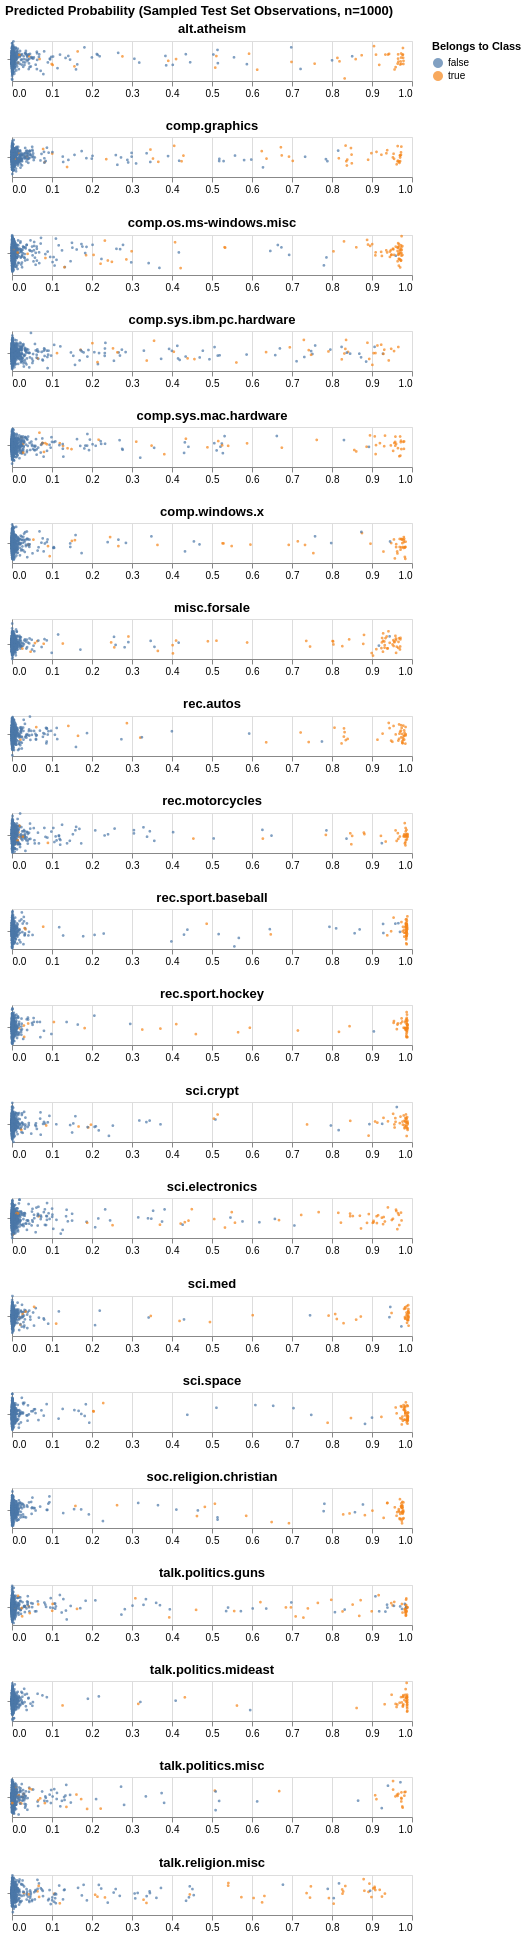 Predicted Probability (Sampled Test Set Observations, n=1000)
alt.atheism
Belongs to Class
false
true
0.0 0.1 0.2 0.3 0.4 0.5 0.6 0.7 0.8 0.9 1.0
comp.graphics
0.0 0.1 0.2 0.3 0.4 0.5 0.6 0.7 0.8 0.9 1.0
comp.os.ms-windows.misc
0.0 0.1 0.2 0.3 0.4 0.5 0.6 0.7 0.8 0.9 1.0
comp.sys.ibm.pc.hardware
0.0 0.1 0.2 0.3 0.4 0.5 0.6 0.7 0.8 0.9 1.0
comp.sys.mac.hardware
0.0 0.1 0.2 0.3 0.4 0.5 0.6 0.7 0.8 0.9 1.0
comp.windows.x
0.0 0.1 0.2 0.3 0.4 0.5 0.6 0.7 0.8 0.9 1.0
misc.forsale
0.0 0.1 0.2 0.3 0.4 0.5 0.6 0.7 0.8 0.9 1.0
rec.autos
0.0 0.1 0.2 0.3 0.4 0.5 0.6 0.7 0.8 0.9 1.0
rec.motorcycles
0.0 0.1 0.2 0.3 0.4 0.5 0.6 0.7 0.8 0.9 1.0
rec.sport.baseball
0.0 0.1 0.2 0.3 0.4 0.5 0.6 0.7 0.8 0.9 1.0
rec.sport.hockey
0.0 0.1 0.2 0.3 0.4 0.5 0.6 0.7 0.8 0.9 1.0
sci.crypt
0.0 0.1 0.2 0.3 0.4 0.5 0.6 0.7 0.8 0.9 1.0
sci.electronics
0.0 0.1 0.2 0.3 0.4 0.5 0.6 0.7 0.8 0.9 1.0
sci.med
0.0 0.1 0.2 0.3 0.4 0.5 0.6 0.7 0.8 0.9 1.0
sci.space
0.0 0.1 0.2 0.3 0.4 0.5 0.6 0.7 0.8 0.9 1.0
soc.religion.christian
0.0 0.1 0.2 0.3 0.4 0.5 0.6 0.7 0.8 0.9 1.0
talk.politics.guns
0.0 0.1 0.2 0.3 0.4 0.5 0.6 0.7 0.8 0.9 1.0
talk.politics.mideast
0.0 0.1 0.2 0.3 0.4 0.5 0.6 0.7 0.8 0.9 1.0
talk.politics.misc
0.0 0.1 0.2 0.3 0.4 0.5 0.6 0.7 0.8 0.9 1.0
talk.religion.misc
0.0 0.1 0.2 0.3 0.4 0.5 0.6 0.7 0.8 0.9 1.0